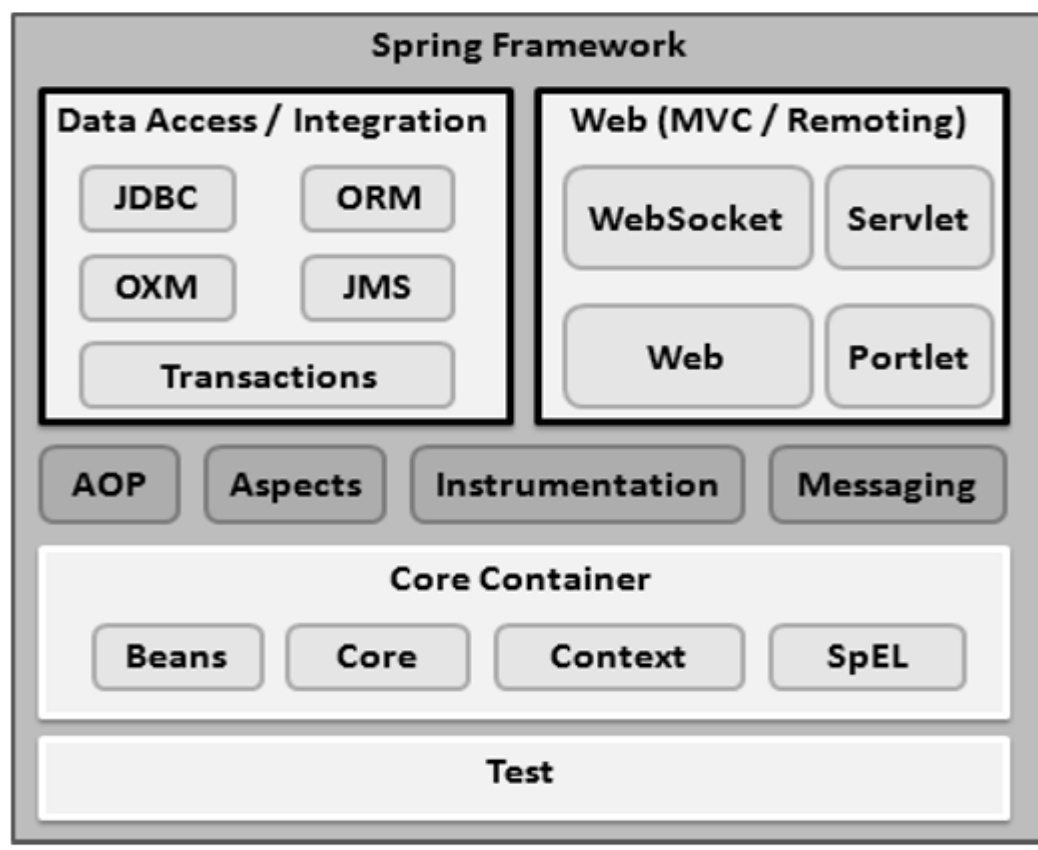 Spring Framework
Data Access / Integration
JDBC ORM
OXM JMS
Transactions
Web (MVC / Remoting)
WebSocket Servlet
Web Portlet
AOP Aspects Instrumentation Messaging
Core Container
Beans Core Context SpEL
Test